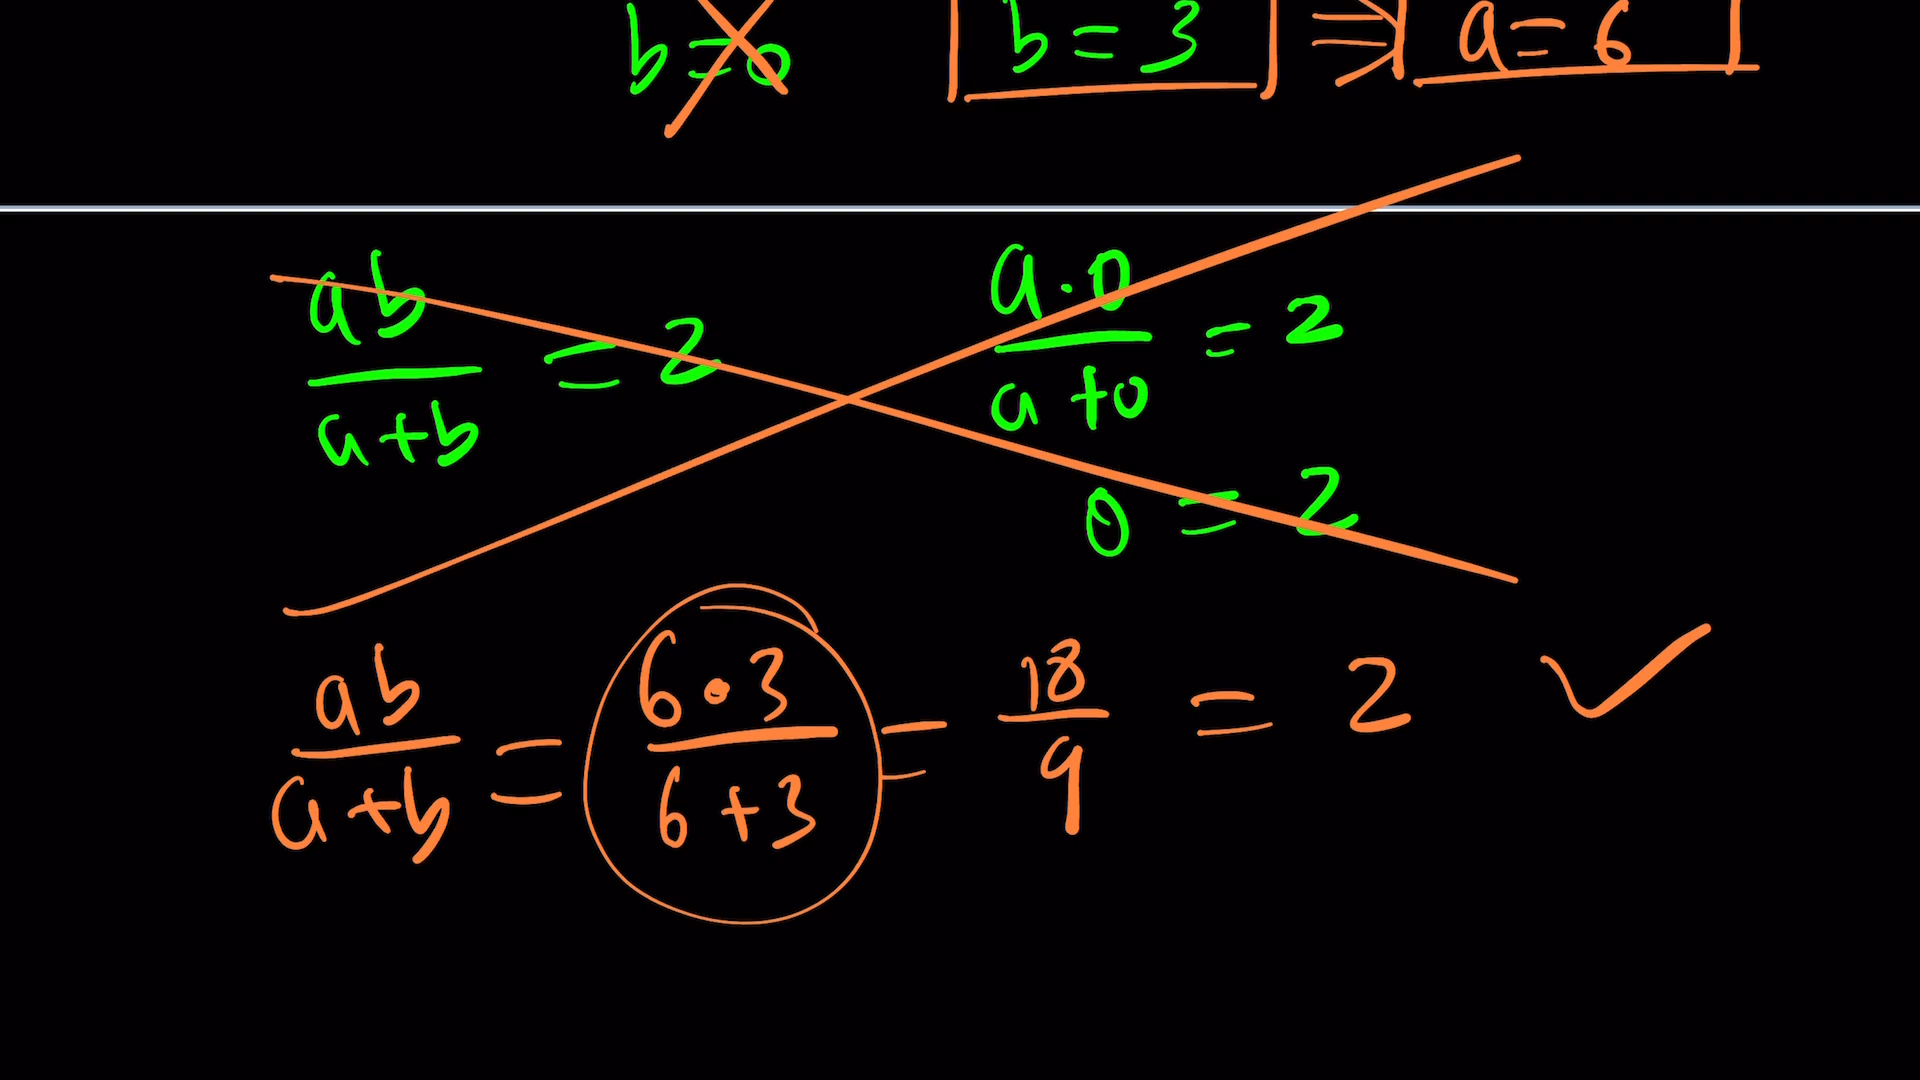 b = 0 b = 3 ⇒ a = 6
ab/a+b = 2 a·0/a+0 = 2
0 = 2
ab/a+b = 6·3/6+3 = 18/9 = 2 ✓